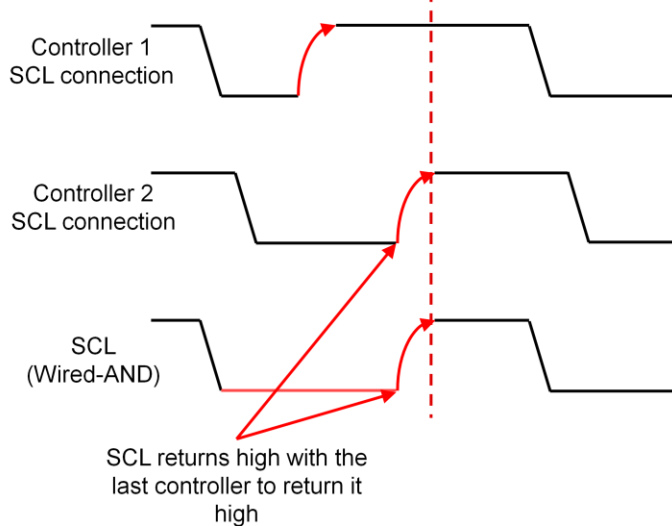 Controller 1
SCL connection
Controller 2
SCL connection
SCL
(Wired-AND)
SCL returns high with the
last controller to return it
high